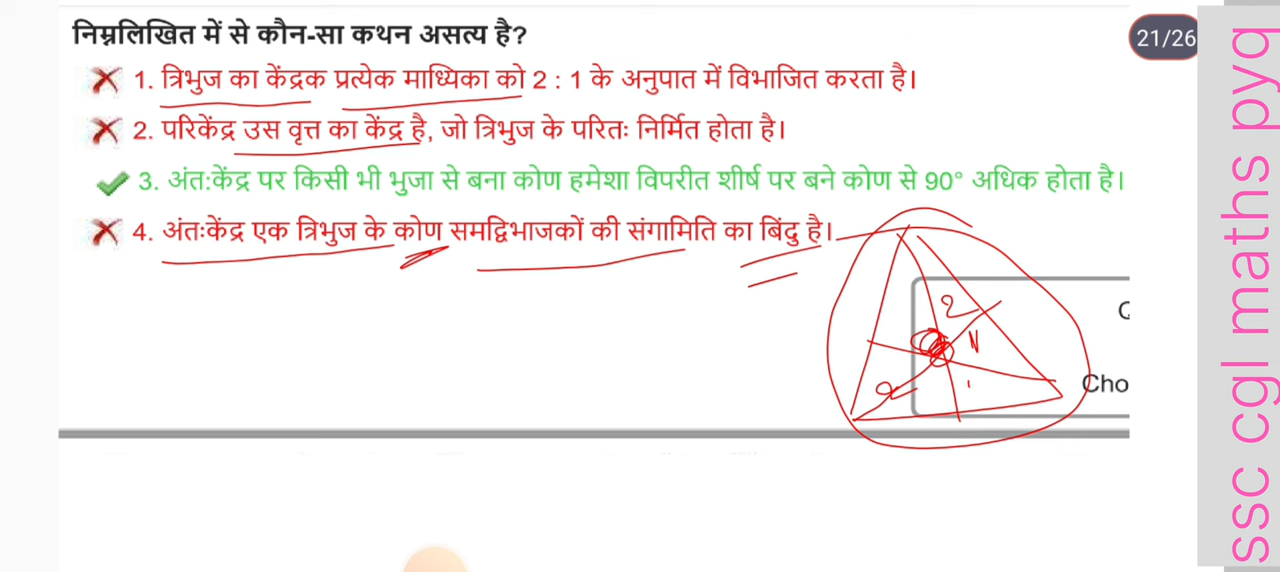 निम्नलिखित में से कौन-सा कथन असत्य है?
21/26
1. त्रिभुज का केंद्रक प्रत्येक माध्यिका को 2 : 1 के अनुपात में विभाजित करता है।
2. परिकेंद्र उस वृत्त का केंद्र है, जो त्रिभुज के परितः निर्मित होता है।
3. अंत:केंद्र पर किसी भी भुजा से बना कोण हमेशा विपरीत शीर्ष पर बने कोण से 90° अधिक होता है।
4. अंतःकेंद्र एक त्रिभुज के कोण समद्विभाजकों की संगामिति का बिंदु है।
2
Cho
ssc cgl maths pyq